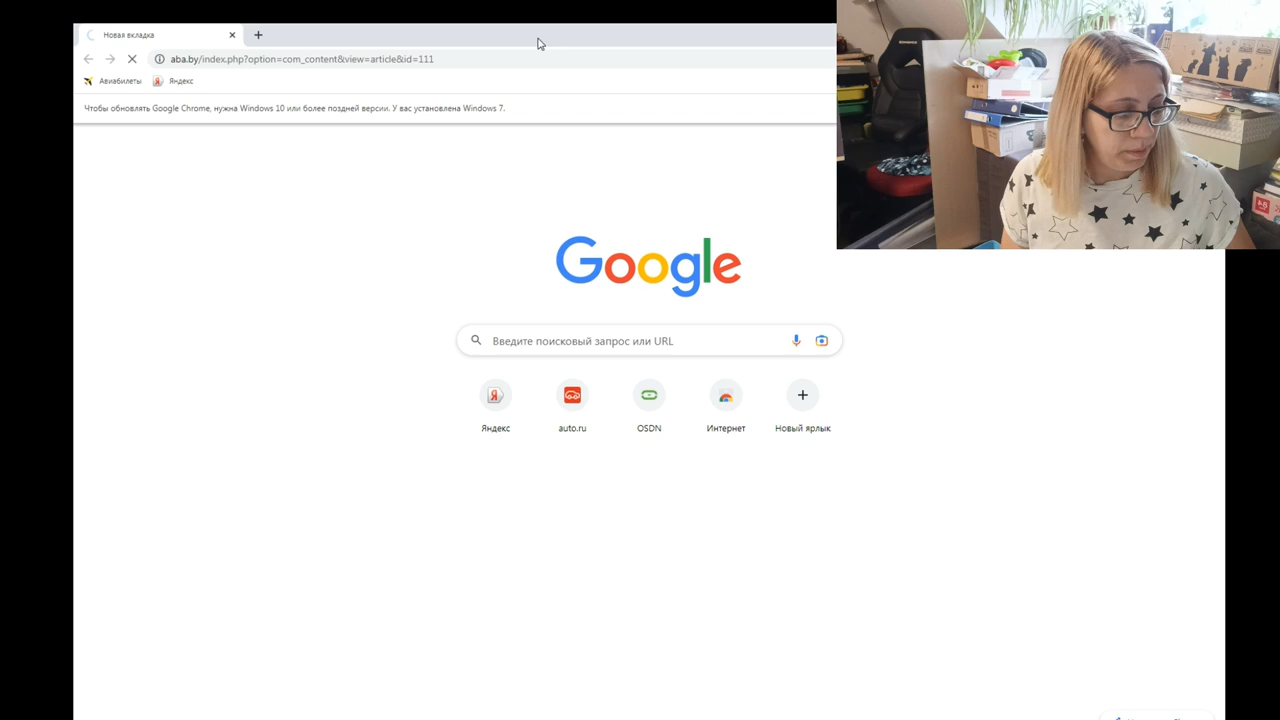 Новая вкладка
aba.by/index.php?option=com_content&view=article&id=111
Авиабилеты Яндекс
Чтобы обновлять Google Chrome, нужна Windows 10 или более поздней версии. У вас установлена Windows 7.
Google
Введите поисковый запрос или URL
Яндекс auto.ru OSDN Интернет Новый ярлык